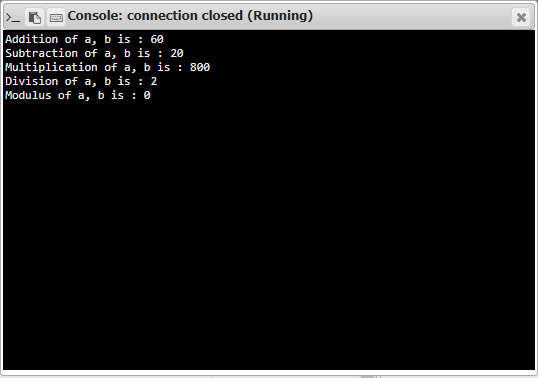 Console: connection closed (Running)
Addition of a, b is : 60
Subtraction of a, b is : 20
Multiplication of a, b is : 800
Division of a, b is : 2
Modulus of a, b is : 0